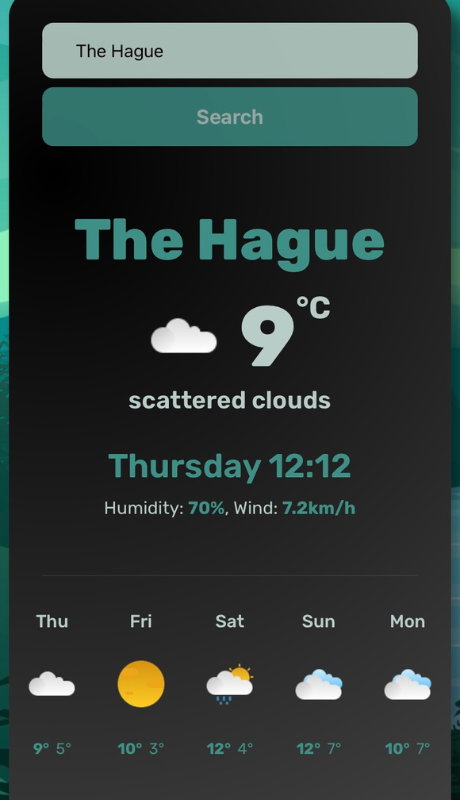 The Hague
Search
The Hague
9°C
scattered clouds
Thursday 12:12
Humidity: 70%, Wind: 7.2km/h
Thu Fri Sat Sun Mon
9° 5° 10° 3° 12° 4° 12° 7° 10° 7°